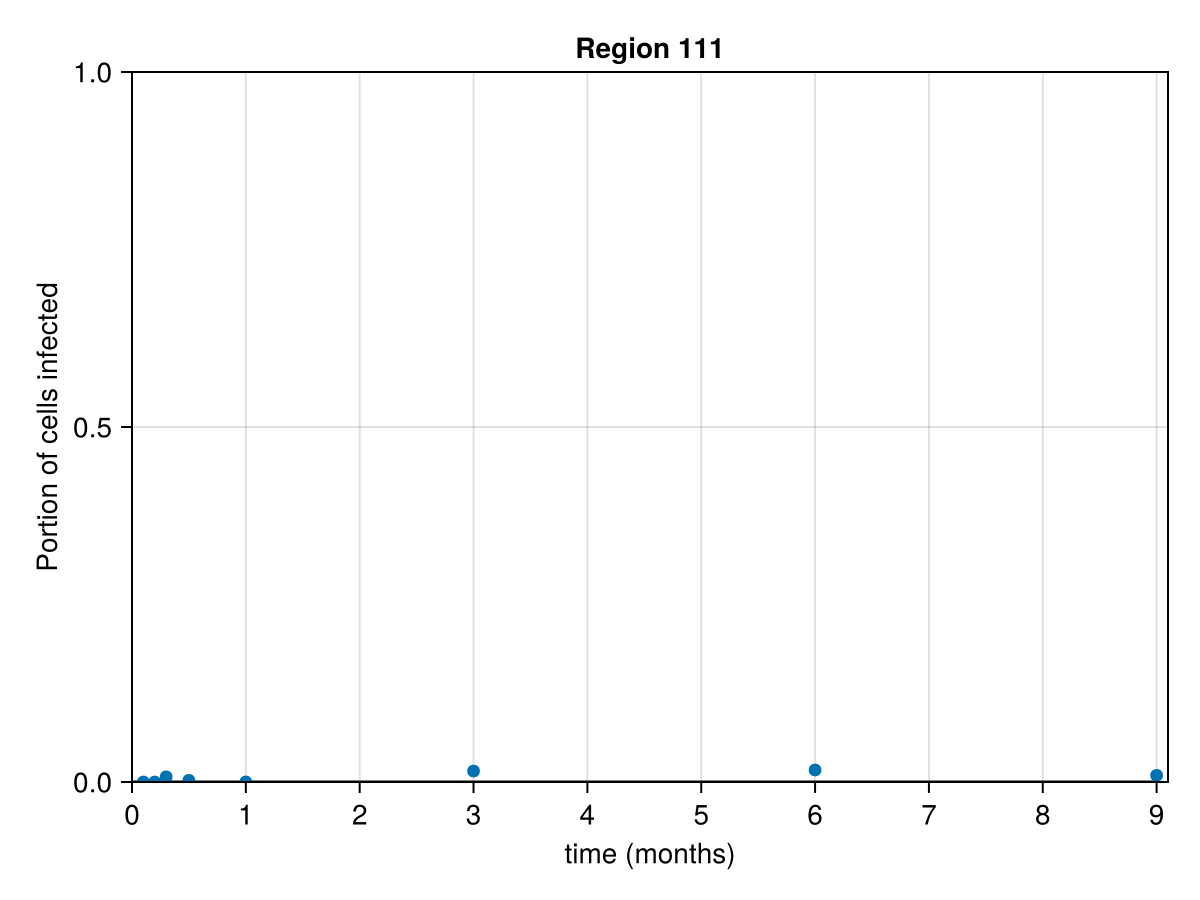 Region 111
1.0
0.5
0.0
Portion of cells infected
0 1 2 3 4 5 6 7 8 9
time (months)